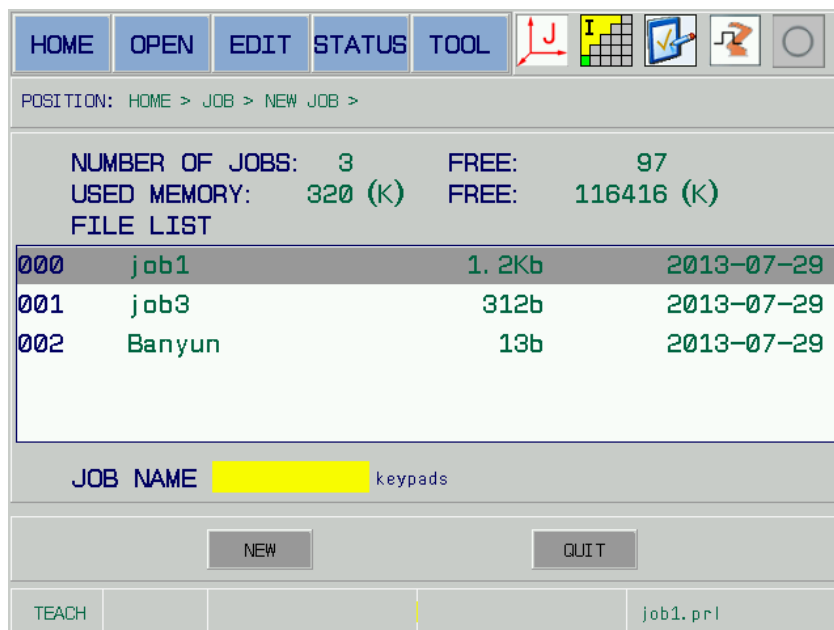 HOME OPEN EDIT STATUS TOOL J I
POSITION: HOME > JOB > NEW JOB >
NUMBER OF JOBS: 3 FREE: 97
USED MEMORY: 320 (K) FREE: 116416 (K)
FILE LIST
000 job1 1.2Kb 2013-07-29
001 job3 312b 2013-07-29
002 Banyun 13b 2013-07-29
JOB NAME keypads
NEW QUIT
TEACH job1.prl